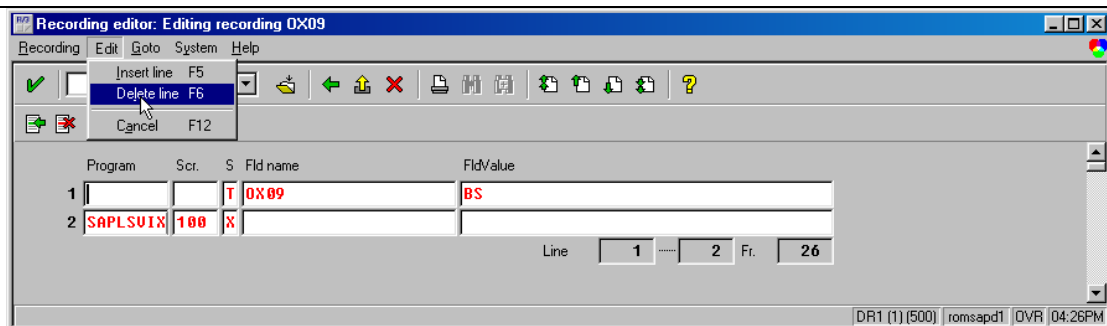 Recording editor: Editing recording OX09
Recording Edit Goto System Help
Insert line F5
Delete line F6
Cancel F12
Program Scr. S Fld name FldValue
1 T OX09 BS
2 SAPLSVIX 100 X
Line 1 ····· 2 Fr. 26
DR1 (1) (500) romsapd1 OVR 04:26PM